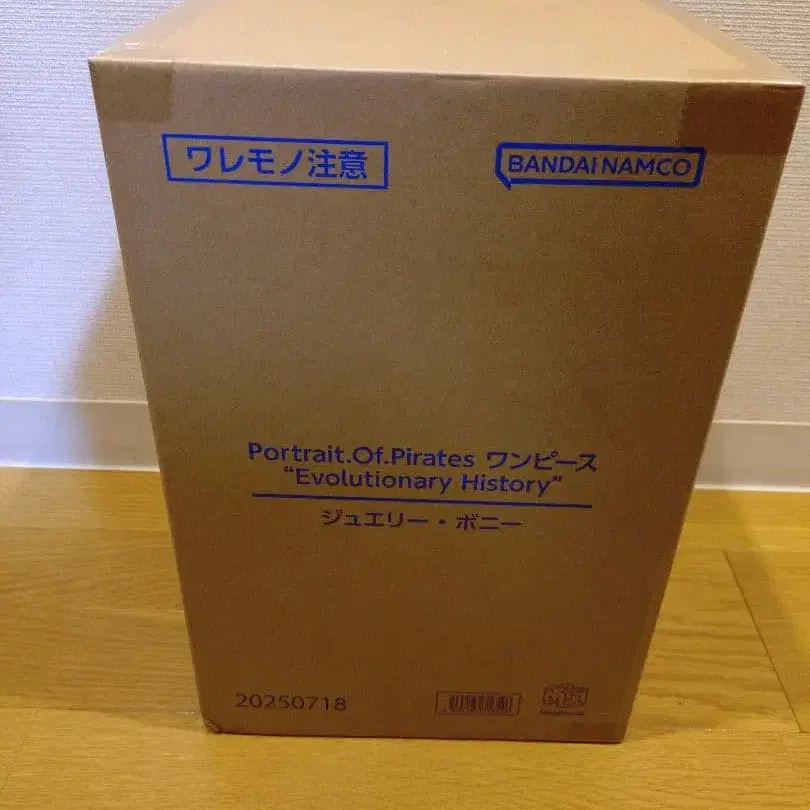 ワレモノ注意
BANDAI NAMCO
Portrait.Of.Pirates ワンピース
“Evolutionary History”
ジュエリー・ボニー
20250718